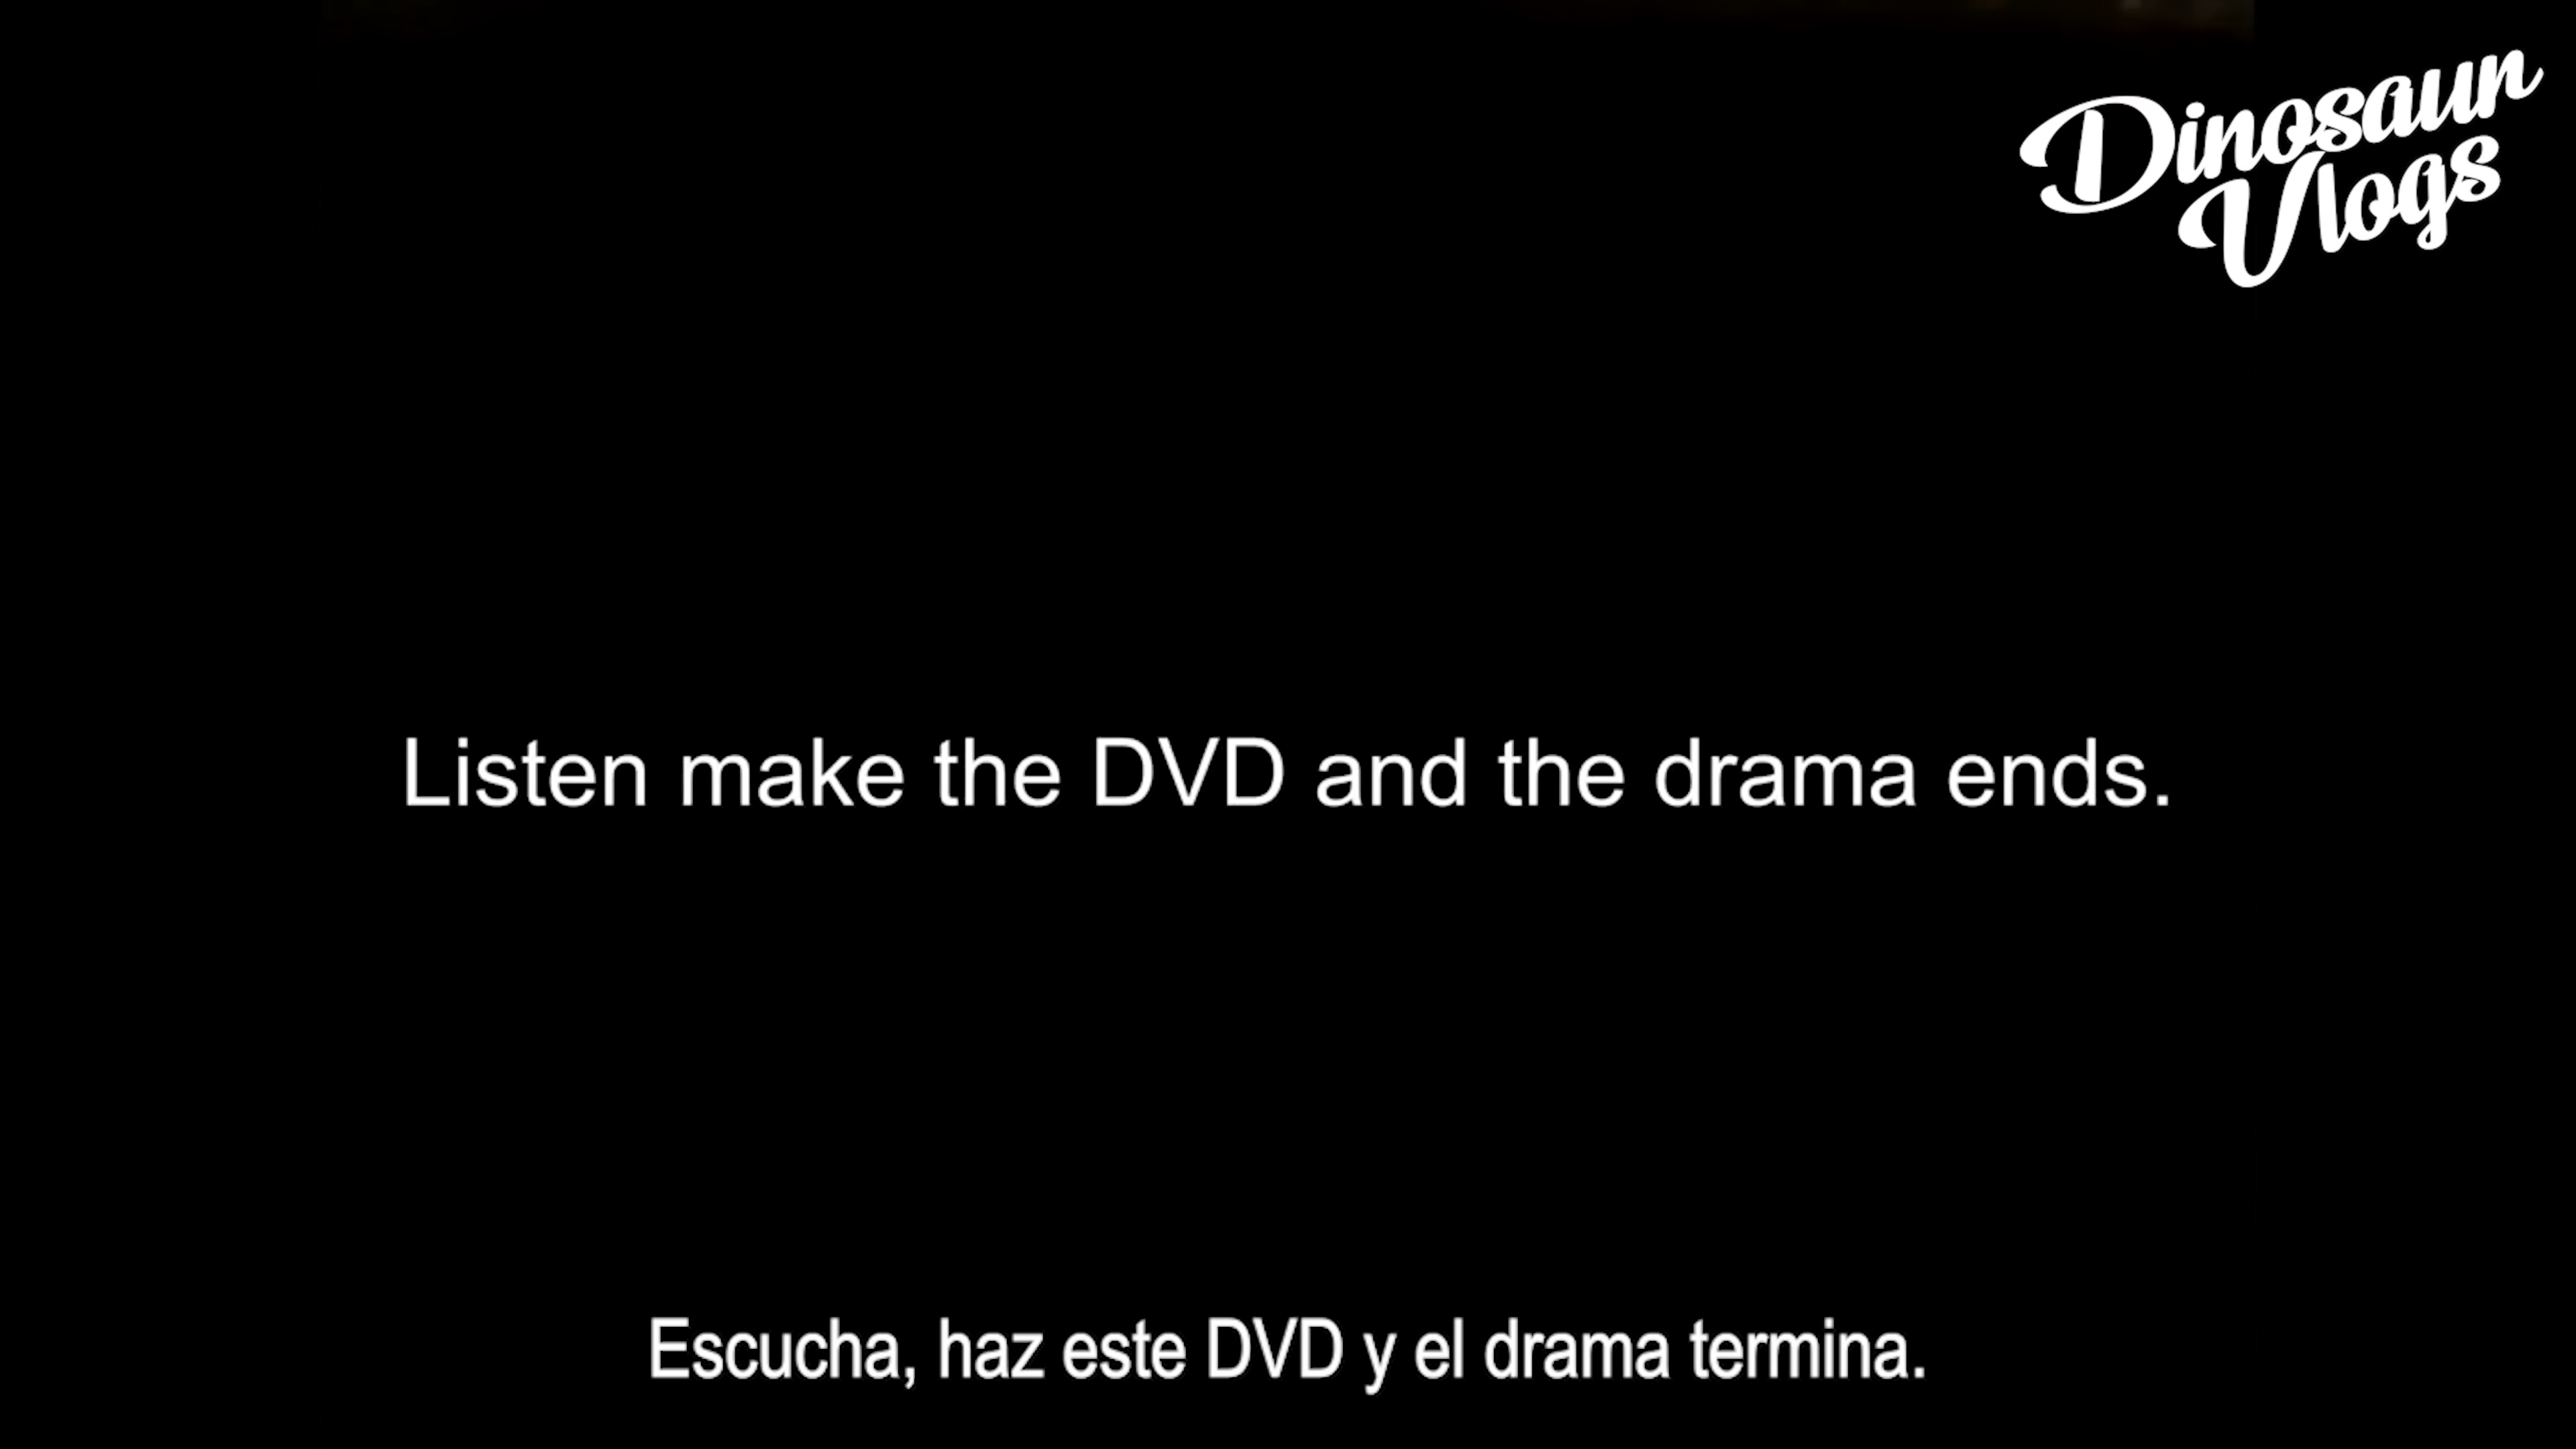 Dinosaur
Vlogs
Listen make the DVD and the drama ends.
Escucha, haz este DVD y el drama termina.